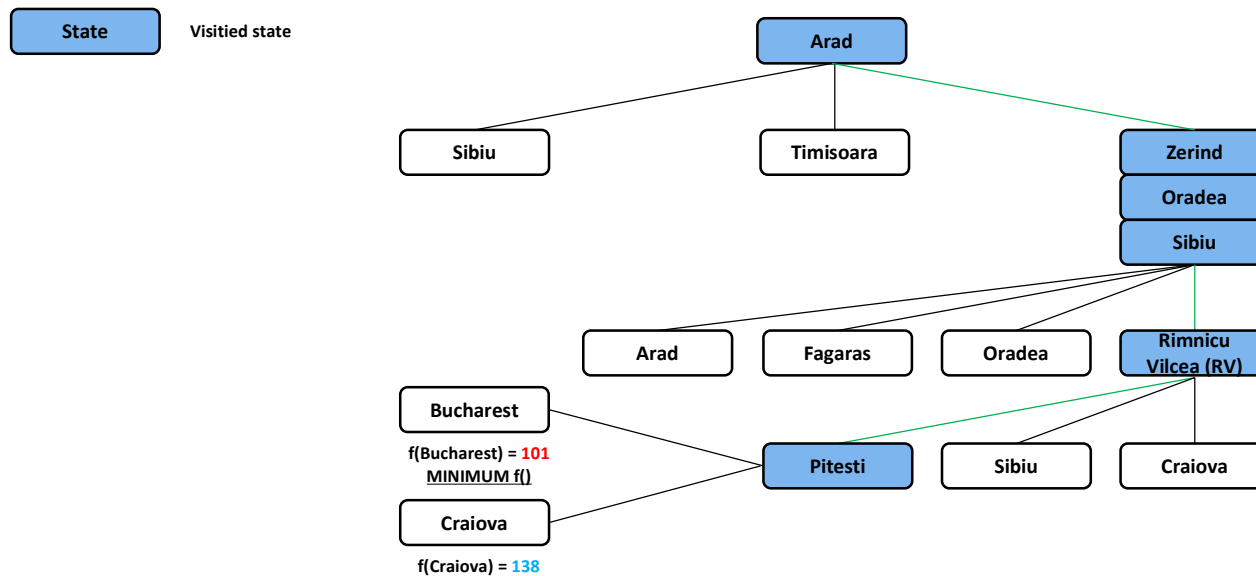 State
Visitied state
Arad
Sibiu
Timisoara
Zerind
Oradea
Sibiu
Arad
Fagaras
Oradea
Rimnicu
Vilcea (RV)
Bucharest
f(Bucharest) = 101
MINIMUM f()
Pitesti
Sibiu
Craiova
Craiova
f(Craiova) = 138